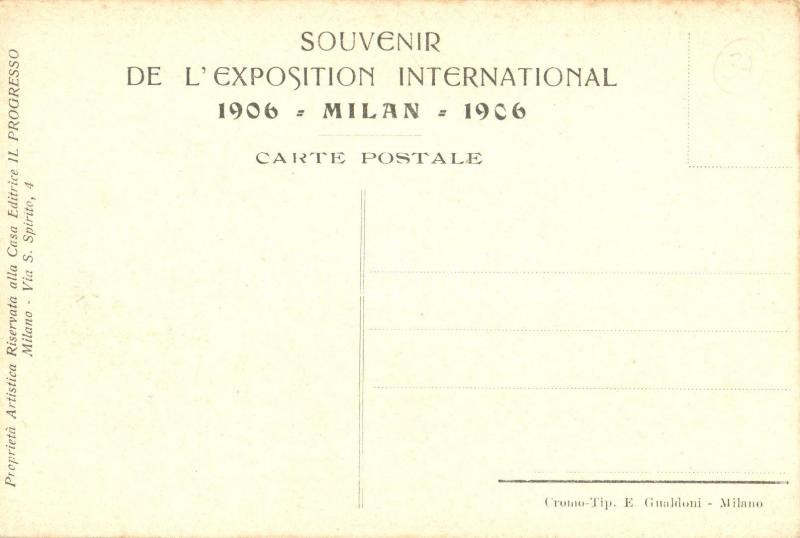 SOUVENIR
DE L'EXPOSITION INTERNATIONAL
1906 - MILAN - 1906
CARTE POSTALE
Proprietà Artistica Riservata alla Casa Editrice IL PROGRESSO
Milano - Via S. Spirito, 4
Cromo-Tip. E. Gualdoni - Milano